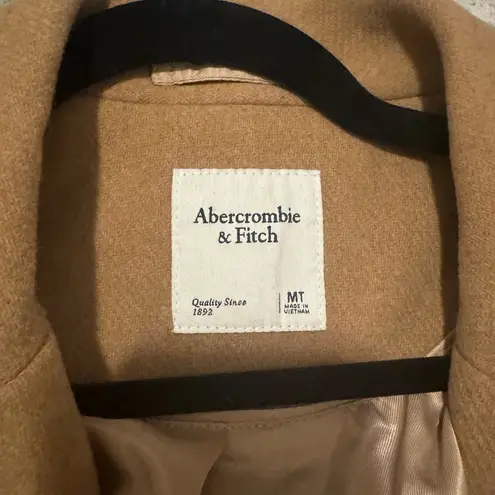 Abercrombie
& Fitch
Quality Since
1892
MT
MADE IN
VIETNAM